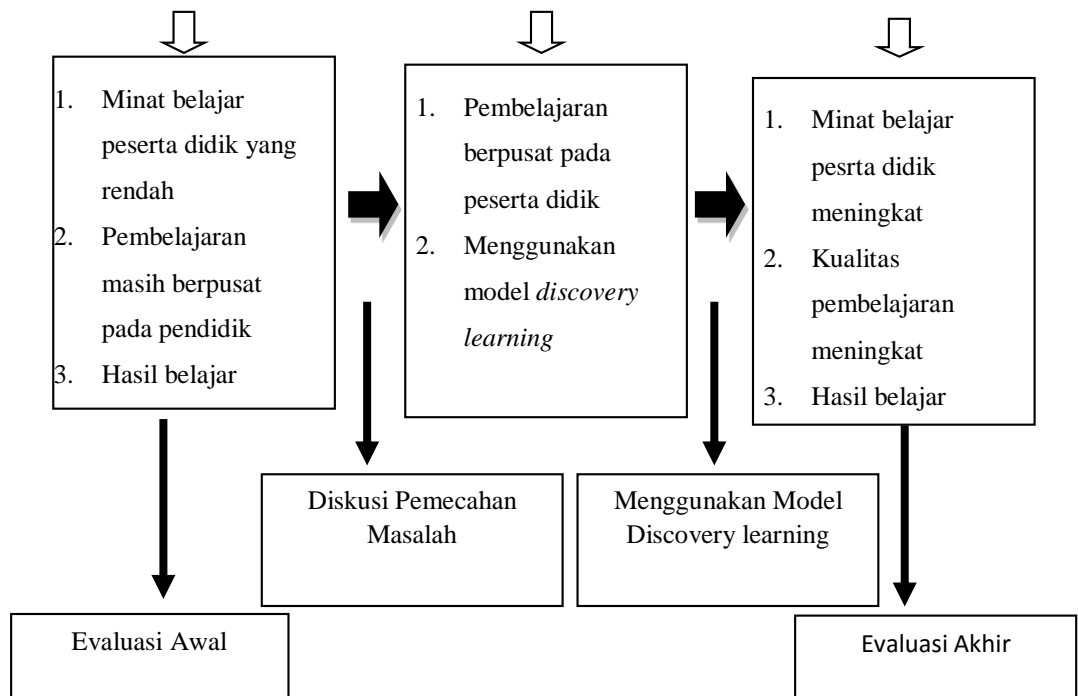 1. Minat belajar
peserta didik yang
rendah
2. Pembelajaran
masih berpusat
pada pendidik
3. Hasil belajar
1. Pembelajaran
berpusat pada
peserta didik
2. Menggunakan
model discovery
learning
1. Minat belajar
pesrta didik
meningkat
2. Kualitas
pembelajaran
meningkat
3. Hasil belajar
Diskusi Pemecahan
Masalah
Menggunakan Model
Discovery learning
Evaluasi Awal
Evaluasi Akhir